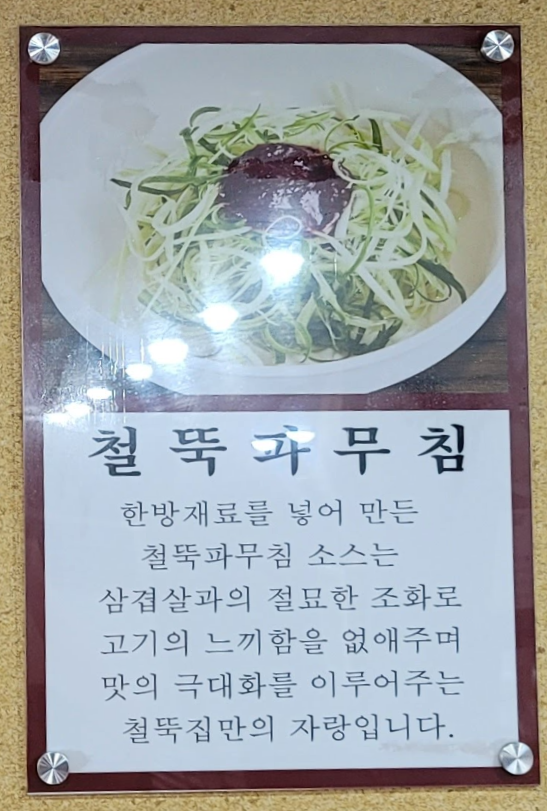 철뚝파무침
한방재료를 넣어 만든
철뚝파무침 소스는
삼겹살과의 절묘한 조화로
고기의 느끼함을 없애주며
맛의 극대화를 이루어주는
철뚝집만의 자랑입니다.